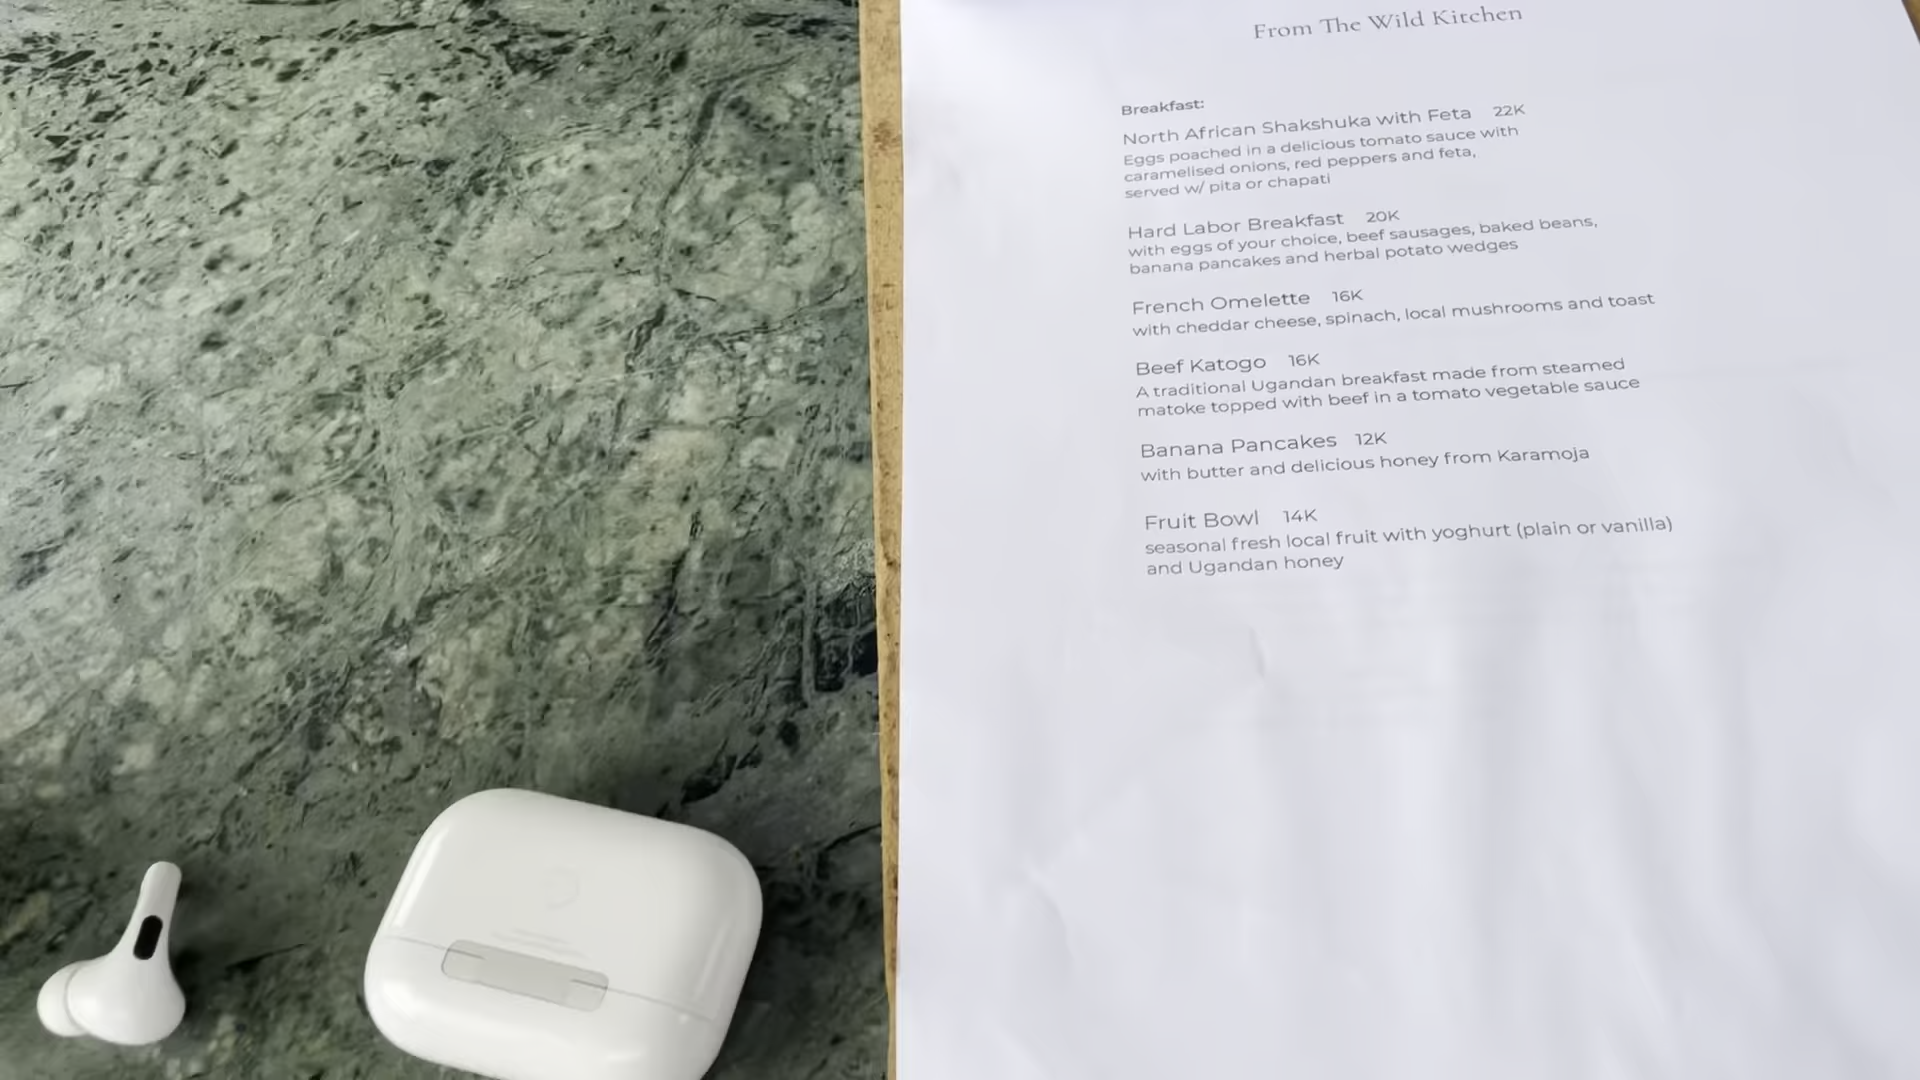 From The Wild Kitchen
Breakfast:
North African Shakshuka with Feta 22K
Eggs poached in a delicious tomato sauce with
caramelised onions, red peppers and feta,
served w/ pita or chapati
Hard Labor Breakfast 20K
with eggs of your choice, beef sausages, baked beans,
banana pancakes and herbal potato wedges
French Omelette 16K
with cheddar cheese, spinach, local mushrooms and toast
Beef Katogo 16K
A traditional Ugandan breakfast made from steamed
matoke topped with beef in a tomato vegetable sauce
Banana Pancakes 12K
with butter and delicious honey from Karamoja
Fruit Bowl 14K
seasonal fresh local fruit with yoghurt (plain or vanilla)
and Ugandan honey